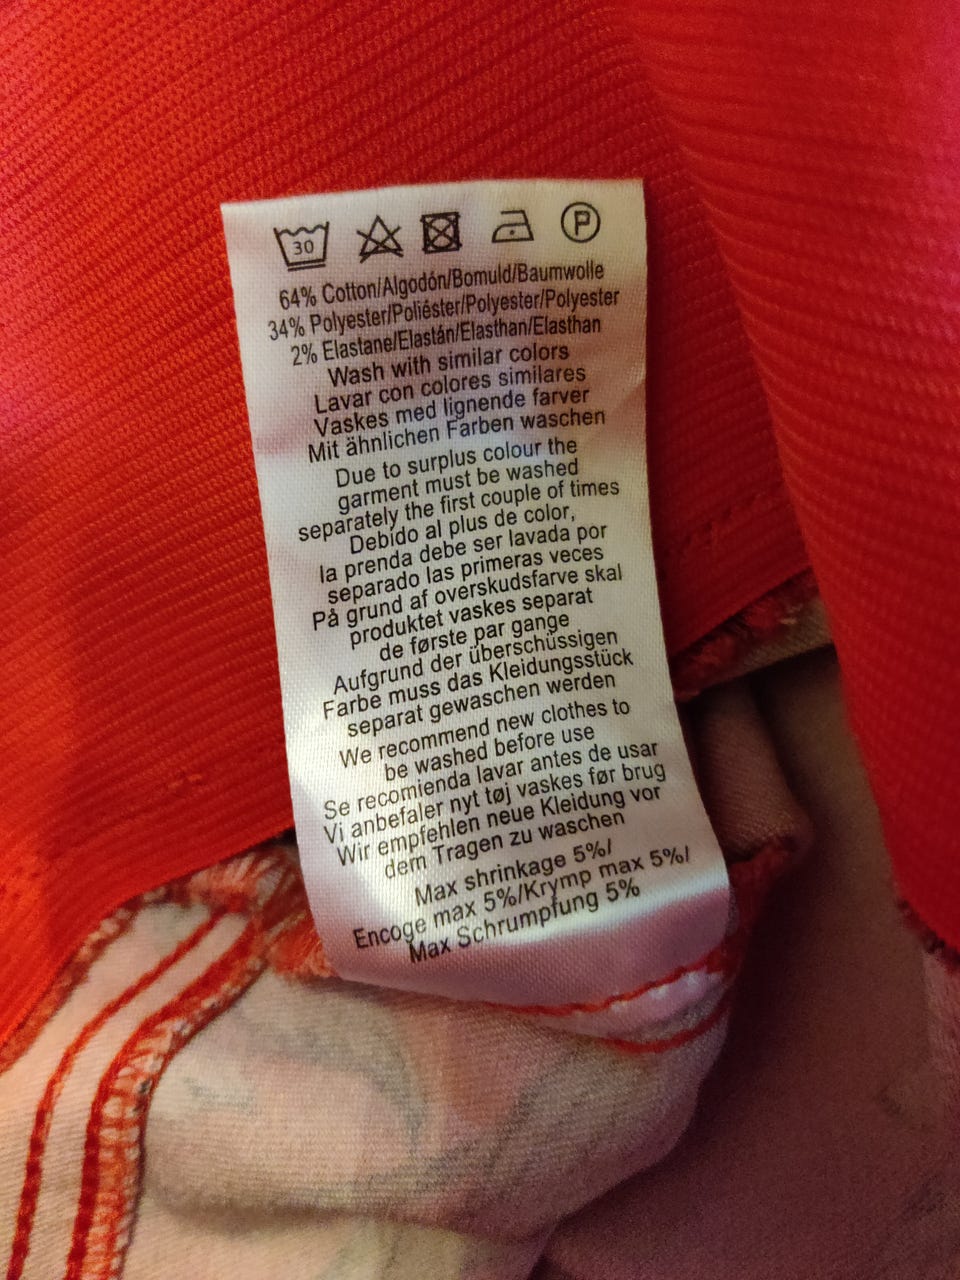 30
P
64% Cotton/Algodón/Bomuld/Baumwolle
34% Polyester/Poliéster/Polyester/Polyester
2% Elastane/Elastán/Elasthan/Elasthan
Wash with similar colors
Lavar con colores similares
Vaskes med lignende farver
Mit ähnlichen Farben waschen
Due to surplus colour the
garment must be washed
separately the first couple of times
Debido al plus de color,
la prenda debe ser lavada por
separado las primeras veces
På grund af overskudsfarve skal
produktet vaskes separat
de første par gange
Aufgrund der überschüssigen
Farbe muss das Kleidungsstück
separat gewaschen werden
We recommend new clothes to
be washed before use
Se recomienda lavar antes de usar
Vi anbefaler nyt tøj vaskes før brug
Wir empfehlen neue Kleidung vor
dem Tragen zu waschen
Max shrinkage 5%/
Encoge max 5%/Krymp max 5%/
Max Schrumpfung 5%